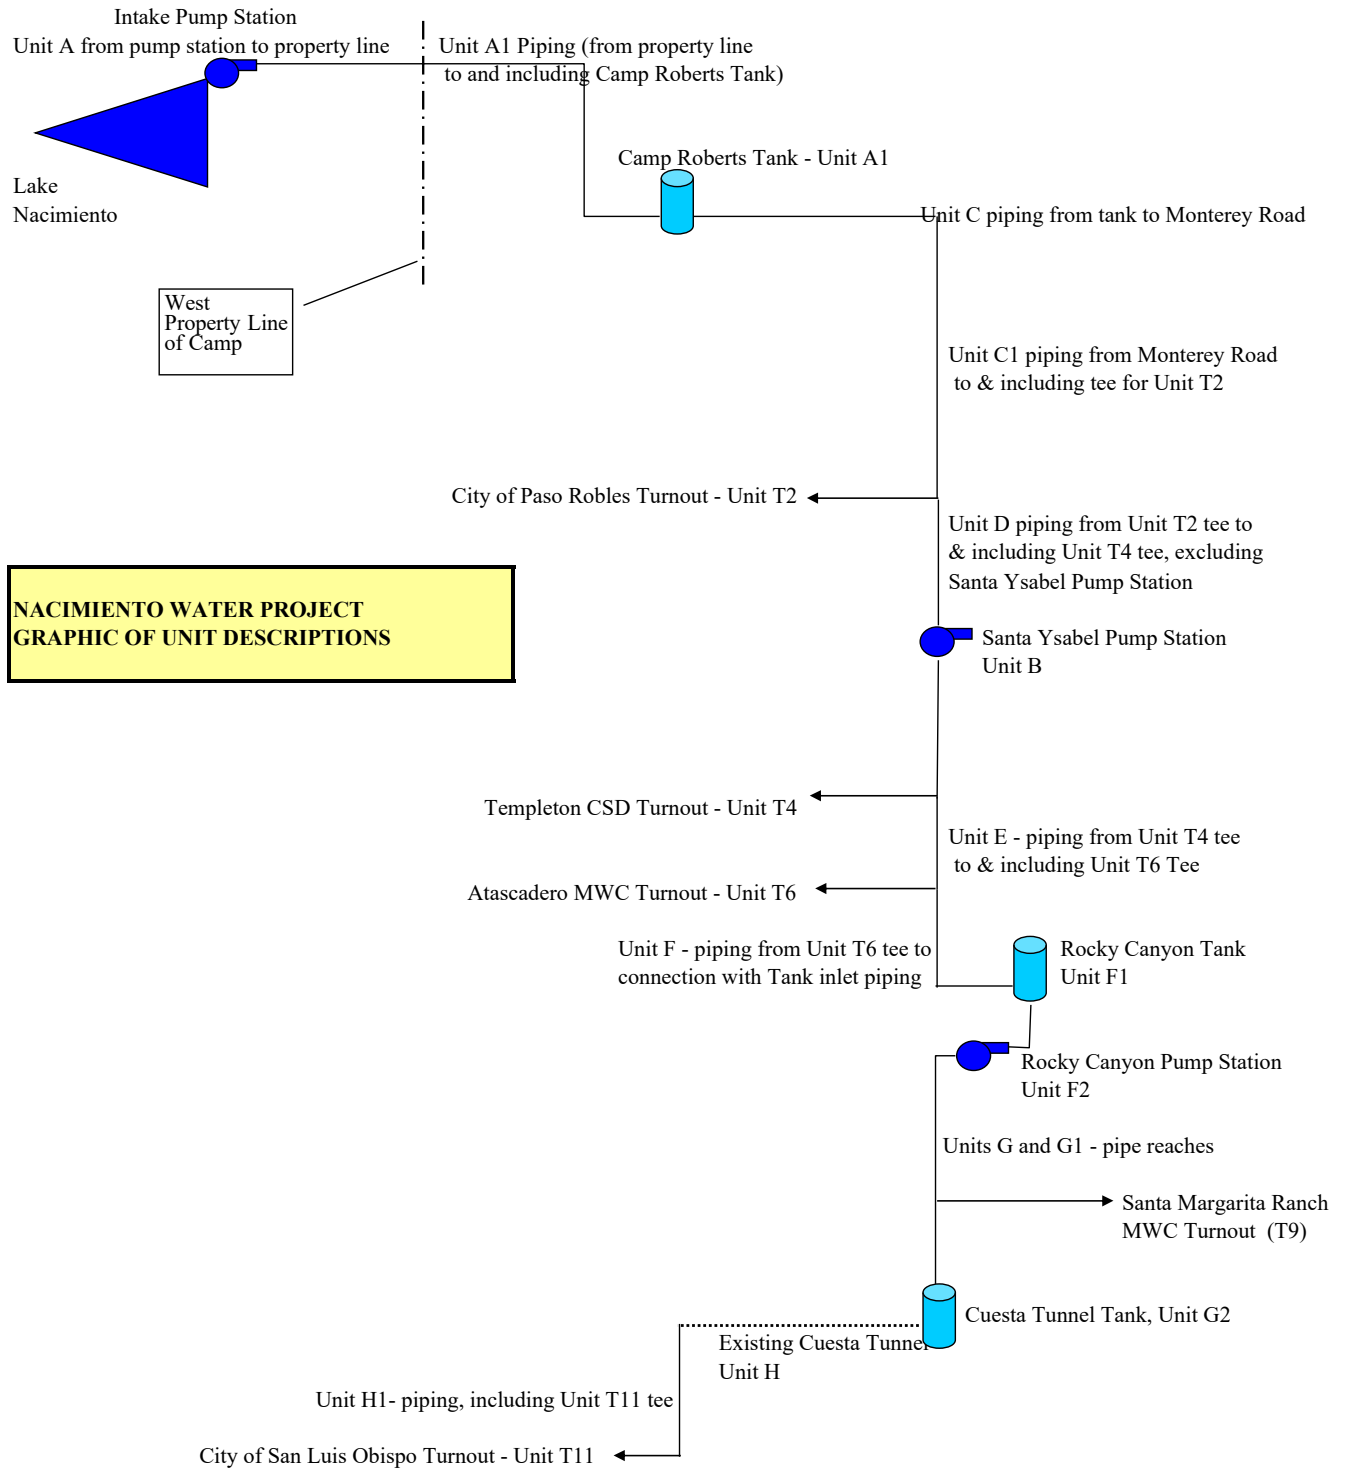 Intake Pump Station
Unit A from pump station to property line
Unit A1 Piping (from property line
to and including Camp Roberts Tank)
Camp Roberts Tank - Unit A1
Lake
Nacimiento
Unit C piping from tank to Monterey Road
West
Property Line
of Camp
Unit C1 piping from Monterey Road
to & including tee for Unit T2
City of Paso Robles Turnout - Unit T2
Unit D piping from Unit T2 tee to
& including Unit T4 tee, excluding
Santa Ysabel Pump Station
NACIMIENTO WATER PROJECT
GRAPHIC OF UNIT DESCRIPTIONS
Santa Ysabel Pump Station
Unit B
Templeton CSD Turnout - Unit T4
Unit E - piping from Unit T4 tee
to & including Unit T6 Tee
Atascadero MWC Turnout - Unit T6
Unit F - piping from Unit T6 tee to
connection with Tank inlet piping
Rocky Canyon Tank
Unit F1
Rocky Canyon Pump Station
Unit F2
Units G and G1 - pipe reaches
Santa Margarita Ranch
MWC Turnout  (T9)
Cuesta Tunnel Tank, Unit G2
Existing Cuesta Tunnel
Unit H
Unit H1- piping, including Unit T11 tee
City of San Luis Obispo Turnout - Unit T11